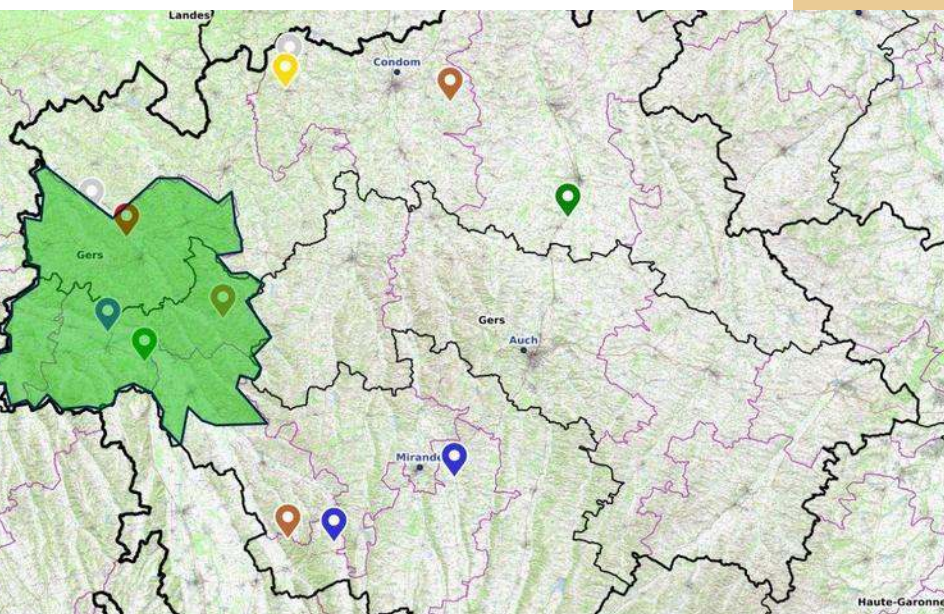 Landes
Condom
Gers
Gers
Auch
Mirande
Haute-Garonne